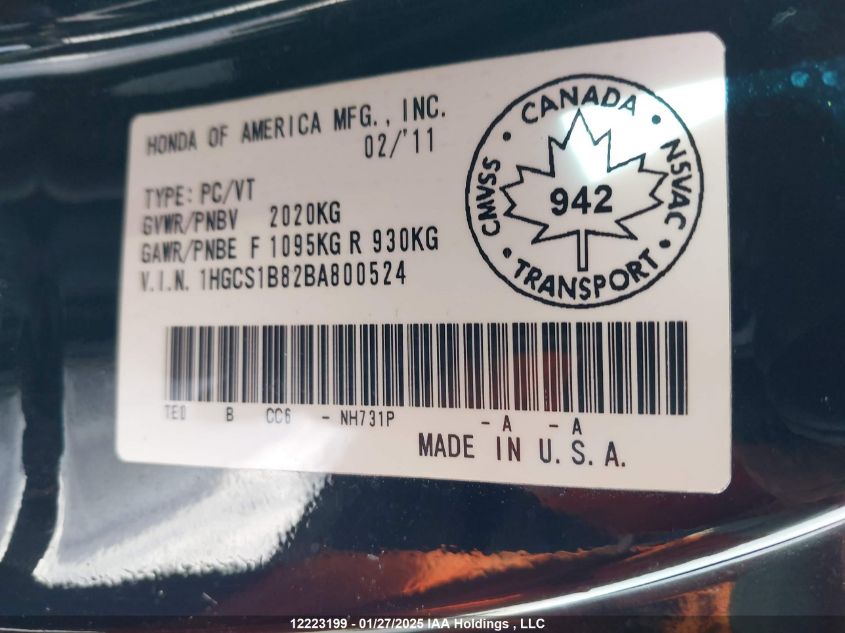 HONDA OF AMERICA MFG., INC.
02/'11
TYPE: PC/VT
GVWR/PNBV 2020KG
GAWR/PNBE F 1095KG R 930KG
V.I.N. 1HGCS1B82BA800524
CANADA
CMVSS
942
NSVAC
TRANSPORT
TE0 B CC6 - NH731P - A - A
MADE IN U.S.A.
12223199 - 01/27/2025 IAA Holdings , LLC